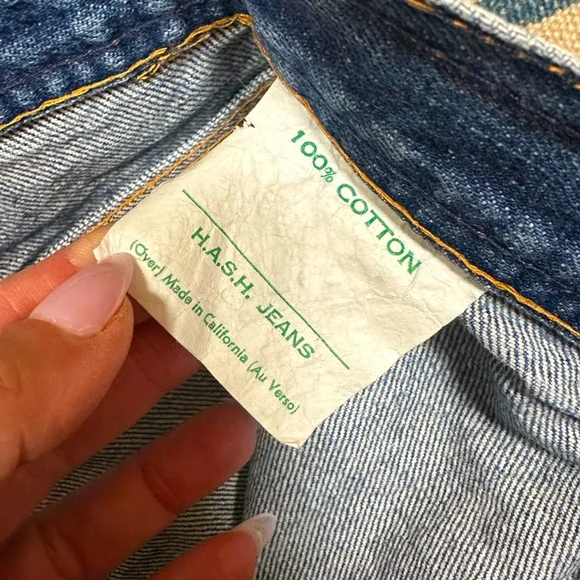 100% COTTON
H.A.S.H. JEANS
(Over) Made in California (Au Verso)